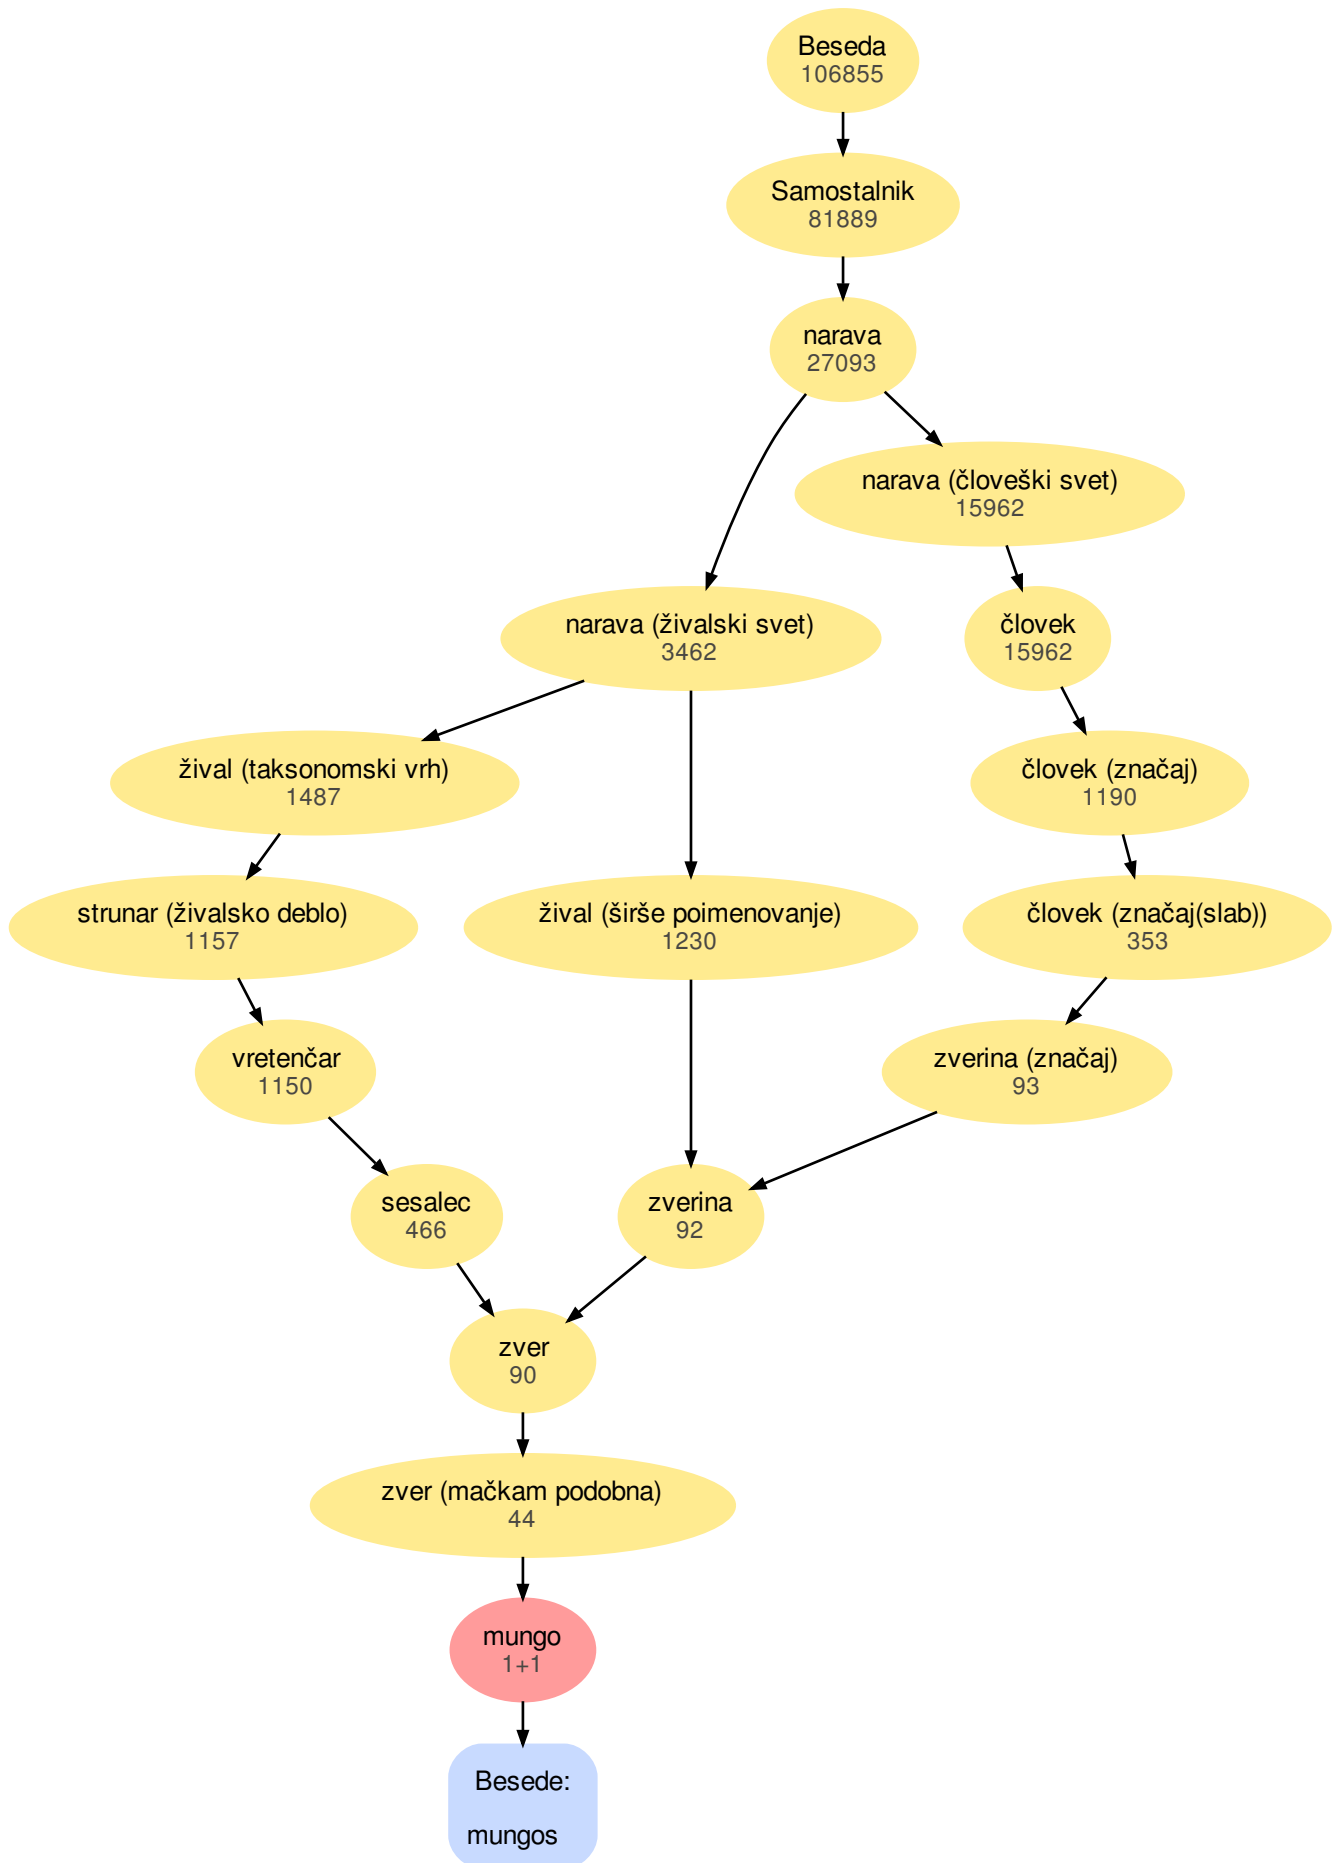 Beseda
106855
Samostalnik
81889
narava
27093
narava (človeški svet)
15962
narava (živalski svet)
3462
človek
15962
žival (taksonomski vrh)
1487
človek (značaj)
1190
strunar (živalsko deblo)
1157
žival (širše poimenovanje)
1230
človek (značaj(slab))
353
vretenčar
1150
zverina (značaj)
93
sesalec
466
zverina
92
zver
90
zver (mačkam podobna)
44
mungo
1+1
Besede:
mungos